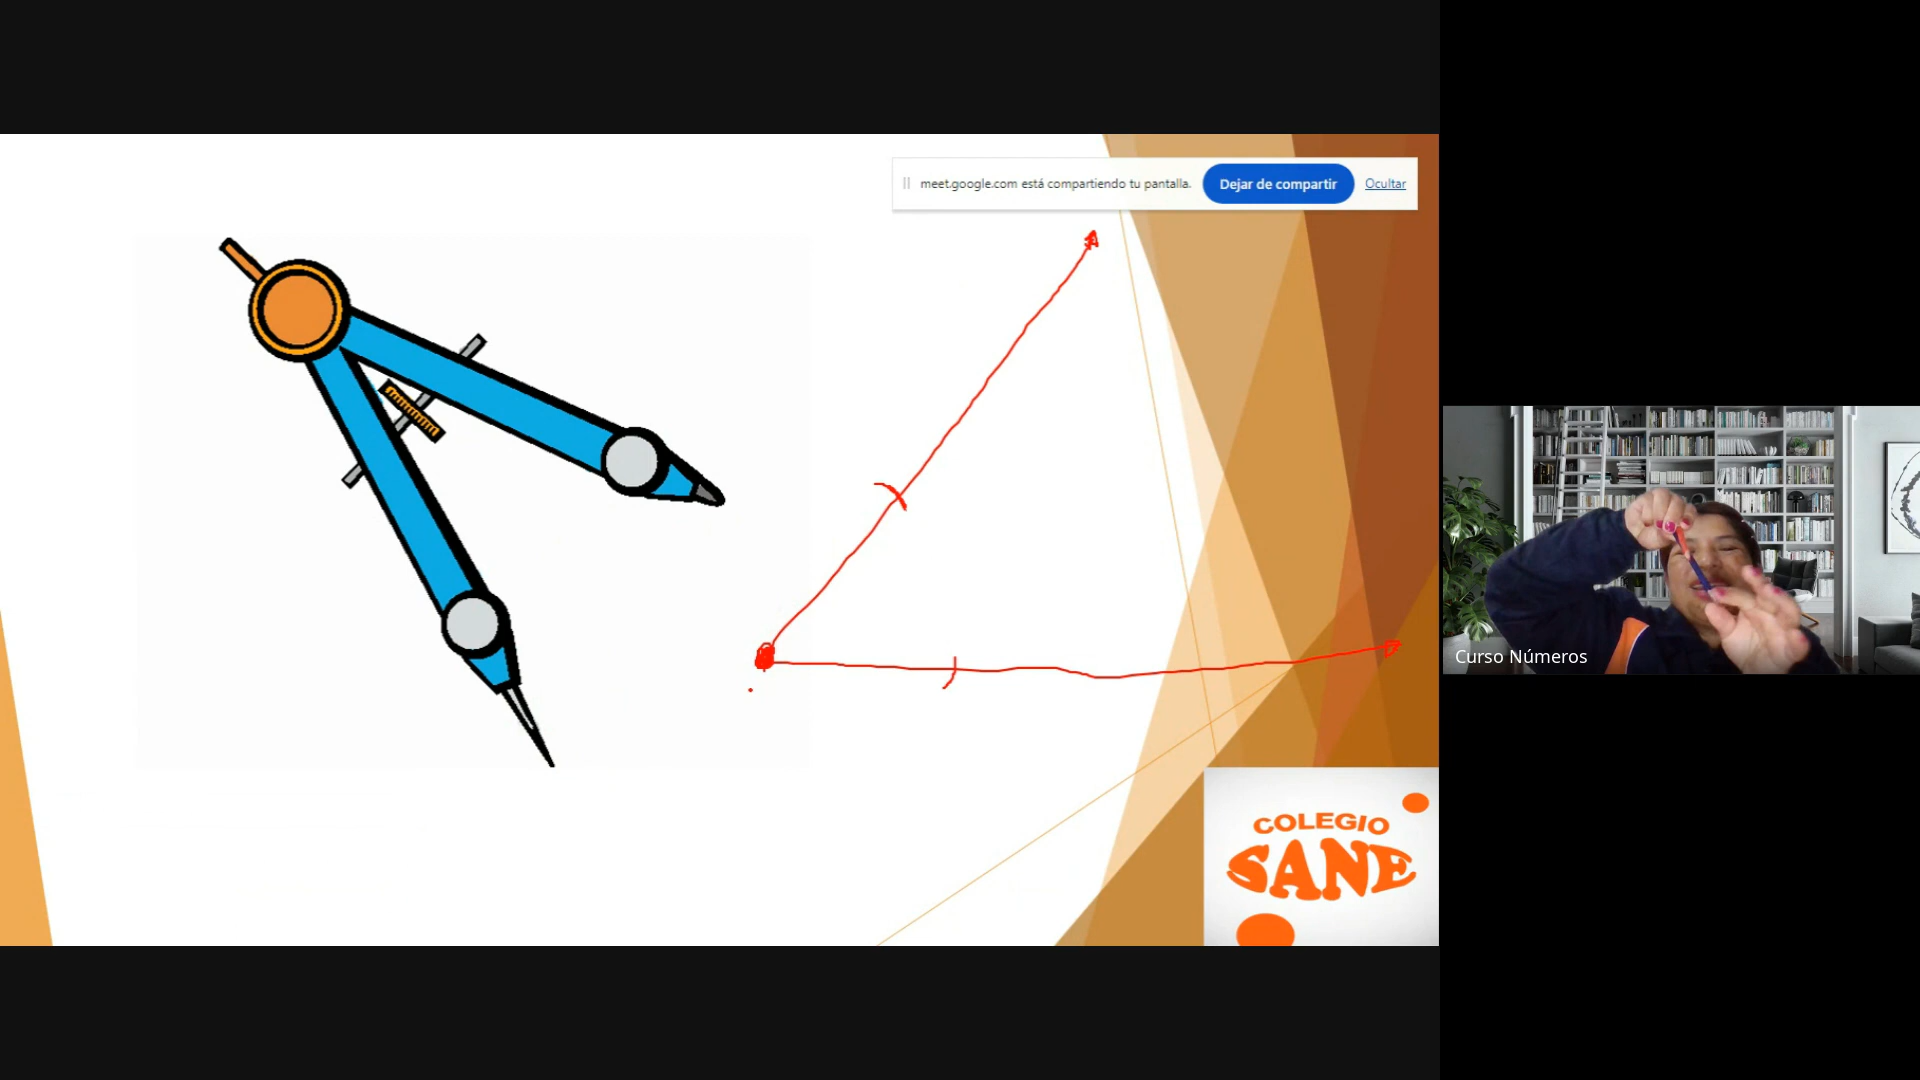 meet.google.com está compartiendo tu pantalla.
Dejar de compartir
Ocultar
Curso Números
COLEGIO
SANE